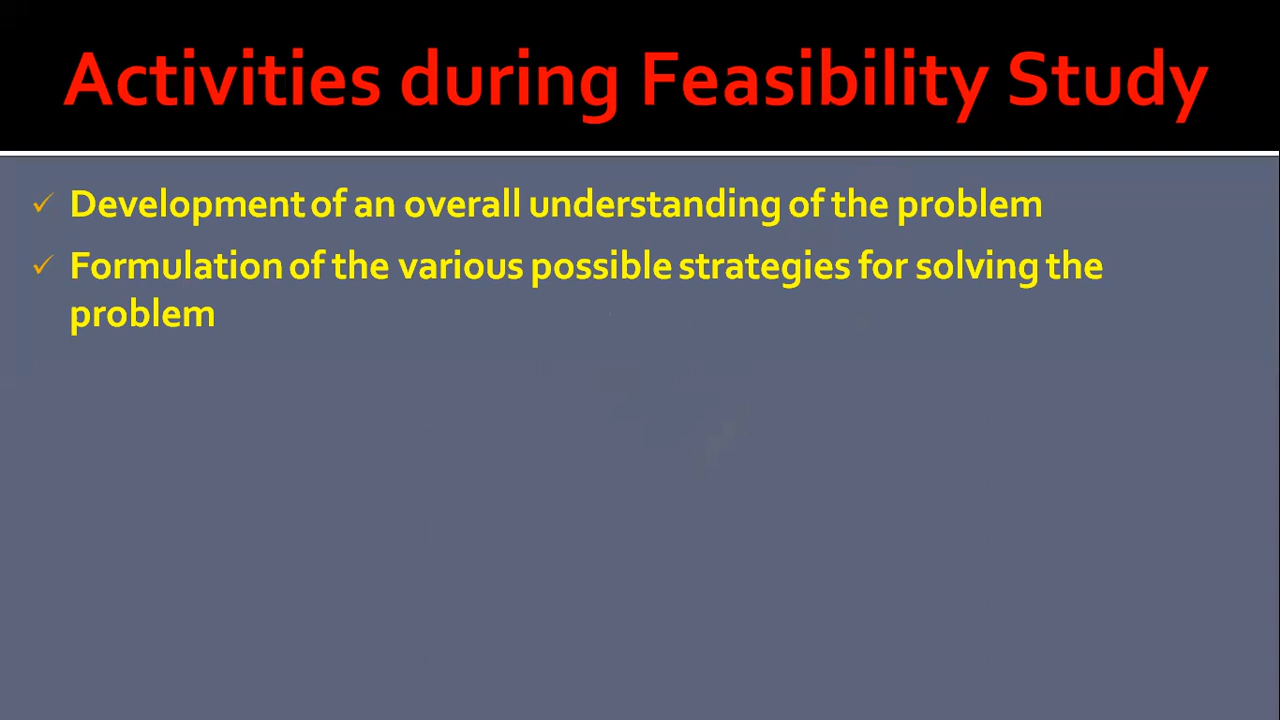 Activities during Feasibility Study
✓ Development of an overall understanding of the problem
✓ Formulation of the various possible strategies for solving the
problem